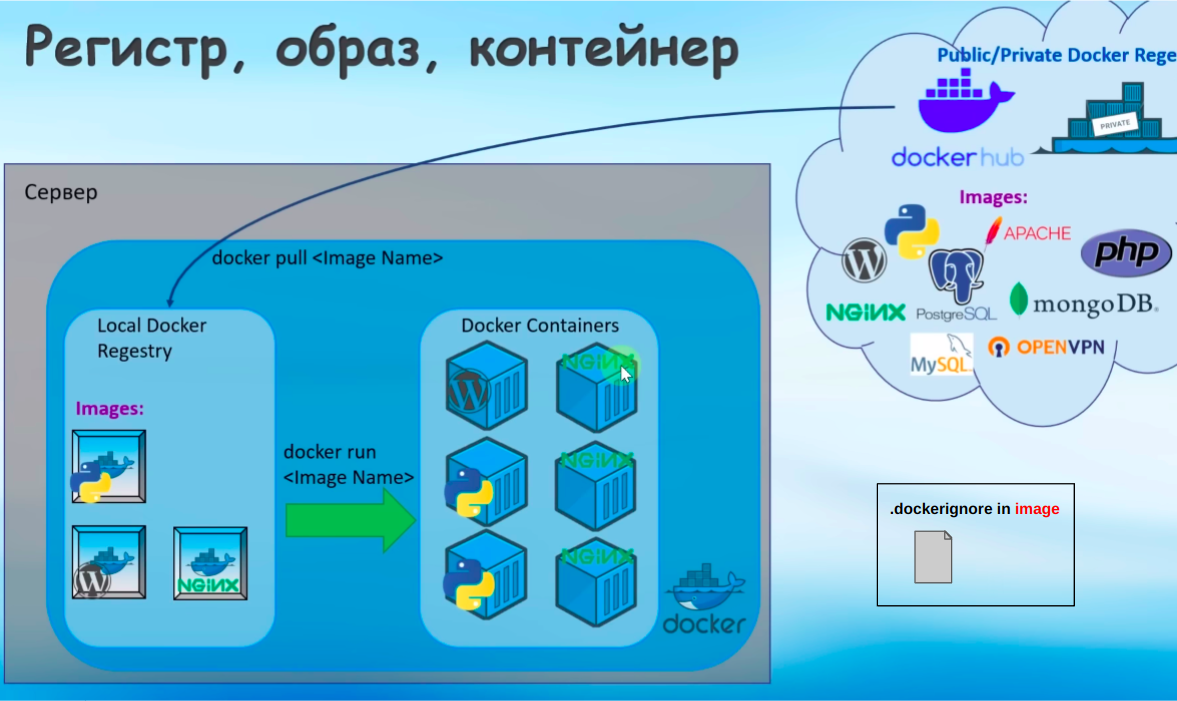 Регистр, образ, контейнер
Public/Private Docker Rege
PRIVATE
dockerhub
Images:
APACHE
php
NGiNX
PostgreSQL
mongoDB.
MySQL
OPENVPN
Сервер
docker pull <Image Name>
Local Docker
Regestry
Images:
NGiNX
docker run
<Image Name>
Docker Containers
NGiNX
NGiNX
NGiNX
docker
.dockerignore in image